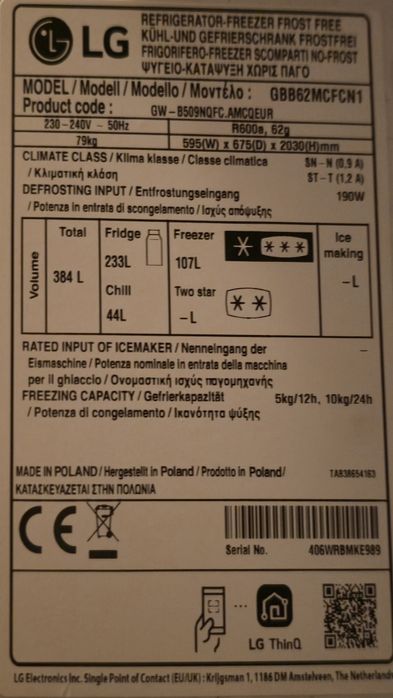 LG
REFRIGERATOR-FREEZER FROST FREE
KÜHL-UND GEFRIERSCHRANK FROSTFREI
FRIGORIFERO-FREEZER SCOMPARTI NO-FROST
ΨΥΓΕΙΟ-ΚΑΤΑΨΥΞΗ ΧΩΡΙΣ ΠΑΓΟ
MODEL / Modell / Modello / Μοντέλο : GBB62MCFCN1
Product code : GW-B509NQFC.AMCQEUR
230-240V ~ 50Hz R600a, 62g
79kg 595(W) x 675(D) x 2030(H)mm
CLIMATE CLASS / Klima klasse / Classe climatica SN-N (0.9 A)
/ Κλιματική κλάση ST-T (1.2 A)
DEFROSTING INPUT / Entfrostungseingang 190W
/ Potenza in entrata di scongelamento / Ισχύς απόψυξης
Volume
Total
384 L
Fridge
233L
Chill
44L
Freezer
107L
Two star
-L
Ice
making
-L
RATED INPUT OF ICEMAKER / Nenneingang der –
Eismaschine / Potenza nominale in entrata della macchina
per il ghiaccio / Ονομαστική ισχύς παγομηχανής
FREEZING CAPACITY / Gefrierkapazität 5kg/12h, 10kg/24h
/ Potenza di congelamento / Ικανότητα ψύξης
MADE IN POLAND / Hergestellt in Poland / Prodotto in Poland/ TAB38654163
ΚΑΤΑΣΚΕΥΑΖΕΤΑΙ ΣΤΗΝ ΠΟΛΩΝΙΑ
CE
Serial No. 406WRBMKE989
LG ThinQ
LG Electronics Inc. Single Point of Contact (EU/UK) : Krijgsman 1, 1186 DM Amstelveen, The Netherlands